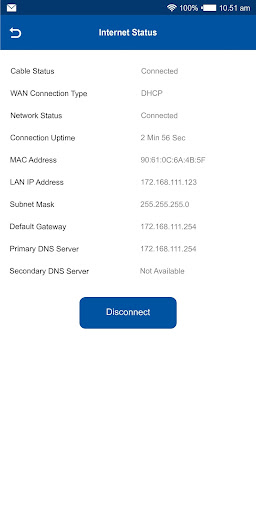 100% 10.51 am
Internet Status
Cable Status Connected
WAN Connection Type DHCP
Network Status Connected
Connection Uptime 2 Min 56 Sec
MAC Address 90:61:0C:6A:4B:5F
LAN IP Address 172.168.111.123
Subnet Mask 255.255.255.0
Default Gateway 172.168.111.254
Primary DNS Server 172.168.111.254
Secondary DNS Server Not Available
Disconnect